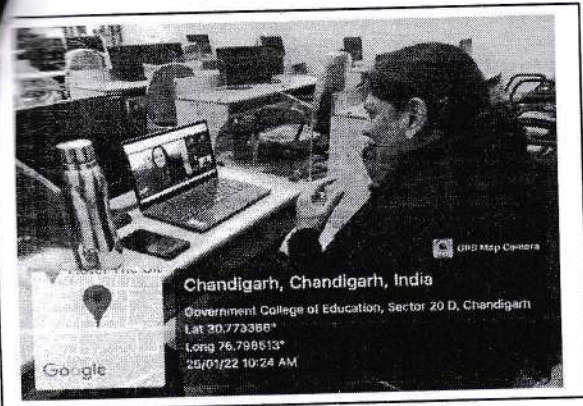 GPS Map Camera
Chandigarh, Chandigarh, India
Government College of Education, Sector 20 D, Chandigarh
Lat 30.773366°
Long 76.798513°
25/01/22 10:24 AM
Google